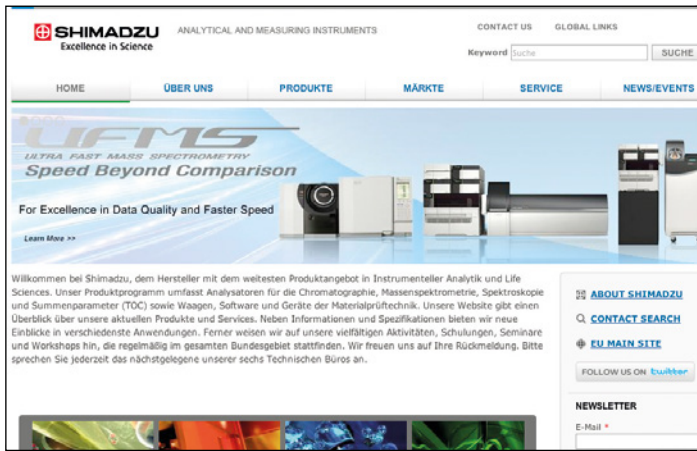 SHIMADZU
Excellence in Science
ANALYTICAL AND MEASURING INSTRUMENTS
CONTACT US GLOBAL LINKS
Keyword Suche SUCHE
HOME ÜBER UNS PRODUKTE MÄRKTE SERVICE NEWS/EVENTS
UFMS
ULTRA FAST MASS SPECTROMETRY
Speed Beyond Comparison
For Excellence in Data Quality and Faster Speed
Learn More >>
Willkommen bei Shimadzu, dem Hersteller mit dem weitesten Produktangebot in Instrumenteller Analytik und Life
Sciences. Unser Produktprogramm umfasst Analysatoren für die Chromatographie, Massenspektrometrie, Spektroskopie
und Summenparameter (TOC) sowie Waagen, Software und Geräte der Materialprüftechnik. Unsere Website gibt einen
Überblick über unsere aktuellen Produkte und Services. Neben Informationen und Spezifikationen bieten wir neue
Einblicke in verschiedenste Anwendungen. Ferner weisen wir auf unsere vielfältigen Aktivitäten, Schulungen, Seminare
und Workshops hin, die regelmäßig im gesamten Bundesgebiet stattfinden. Wir freuen uns auf Ihre Rückmeldung. Bitte
sprechen Sie jederzeit das nächstgelegene unserer sechs Technischen Büros an.
ABOUT SHIMADZU
CONTACT SEARCH
EU MAIN SITE
FOLLOW US ON twitter
NEWSLETTER
E-Mail *